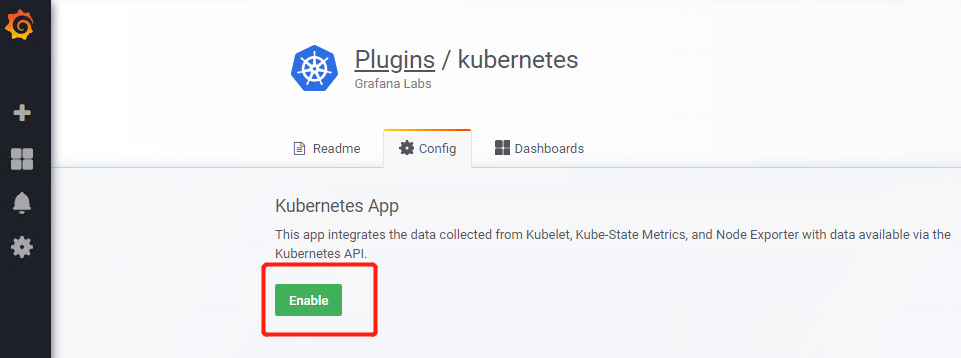 Plugins / kubernetes
Grafana Labs
Readme
Config
Dashboards
Kubernetes App
This app integrates the data collected from Kubelet, Kube-State Metrics, and Node Exporter with data available via the
Kubernetes API.
Enable